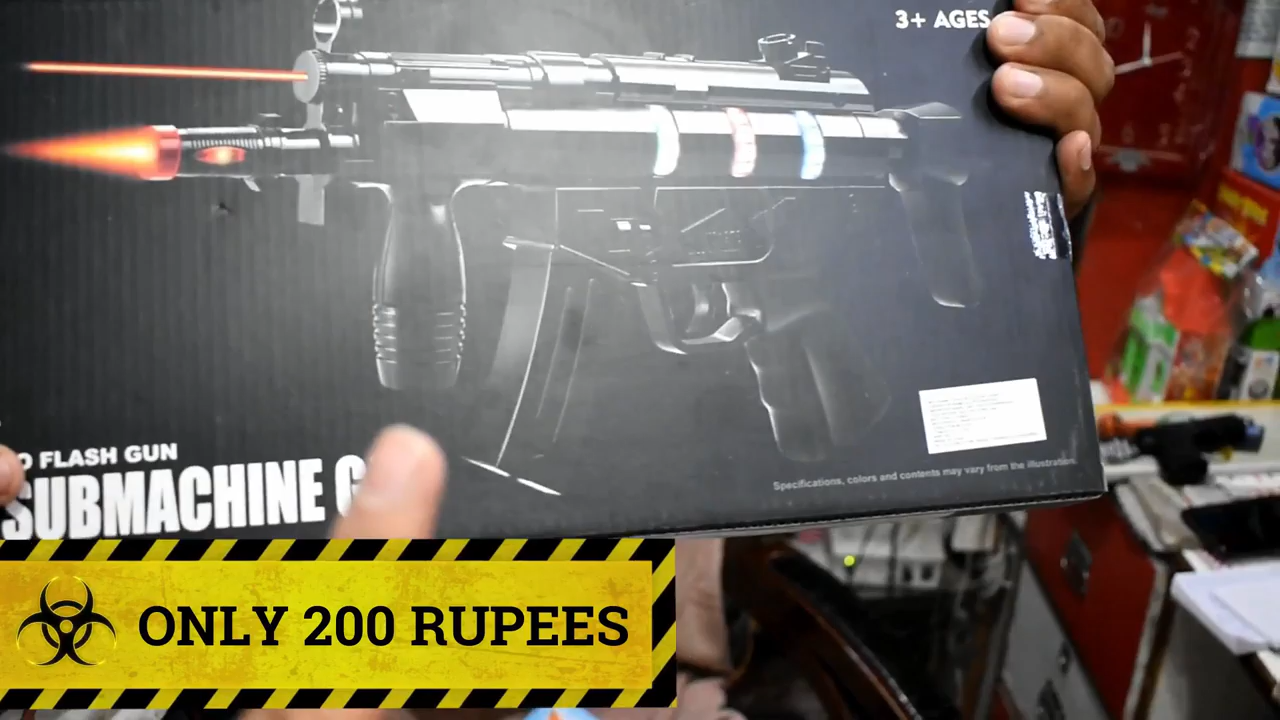 3+ AGES
O FLASH GUN
SUBMACHINE G
Specifications, colors and contents may vary from the illustration.
ONLY 200 RUPEES